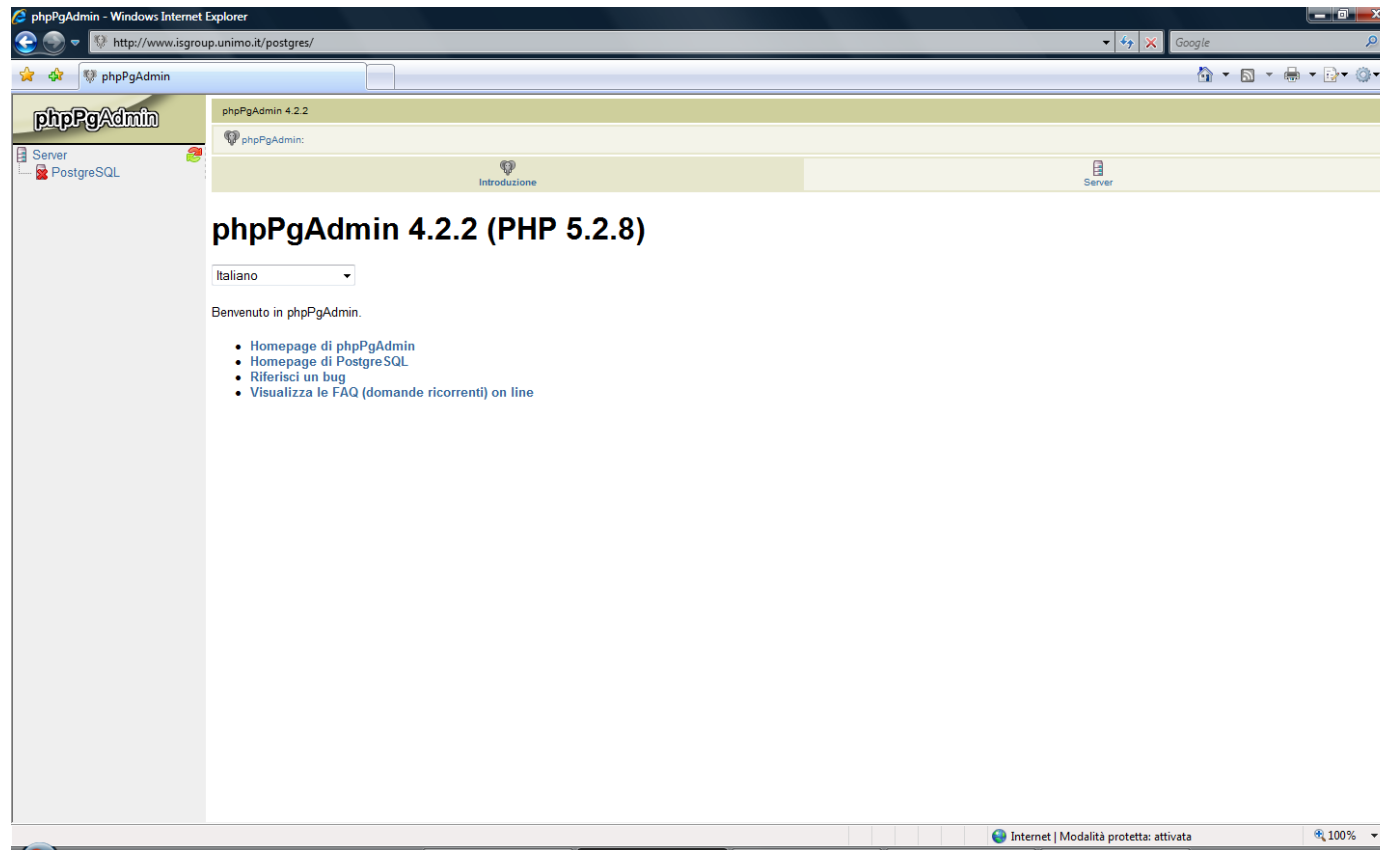 phpPgAdmin - Windows Internet Explorer
http://www.isgroup.unimo.it/postgres/
Google
phpPgAdmin
phpPgAdmin
phpPgAdmin 4.2.2
phpPgAdmin:
Server
PostgreSQL
Introduzione
Server
phpPgAdmin 4.2.2 (PHP 5.2.8)
Italiano
Benvenuto in phpPgAdmin.
Homepage di phpPgAdmin
Homepage di PostgreSQL
Riferisci un bug
Visualizza le FAQ (domande ricorrenti) on line
Internet | Modalità protetta: attivata
100%